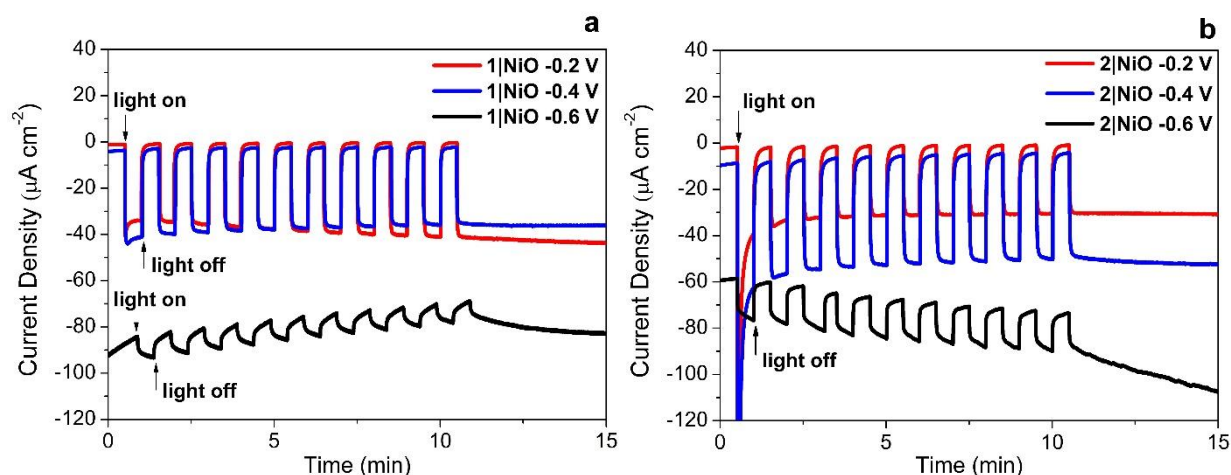 a
40
20
0
-20
-40
-60
-80
-100
-120
Current Density (µA cm⁻²)
1|NiO -0.2 V
1|NiO -0.4 V
1|NiO -0.6 V
light on
light off
light on
light off
0
5
10
15
Time (min)
b
40
20
0
-20
-40
-60
-80
-100
-120
Current Density (µA cm⁻²)
2|NiO -0.2 V
2|NiO -0.4 V
2|NiO -0.6 V
light on
light off
0
5
10
15
Time (min)